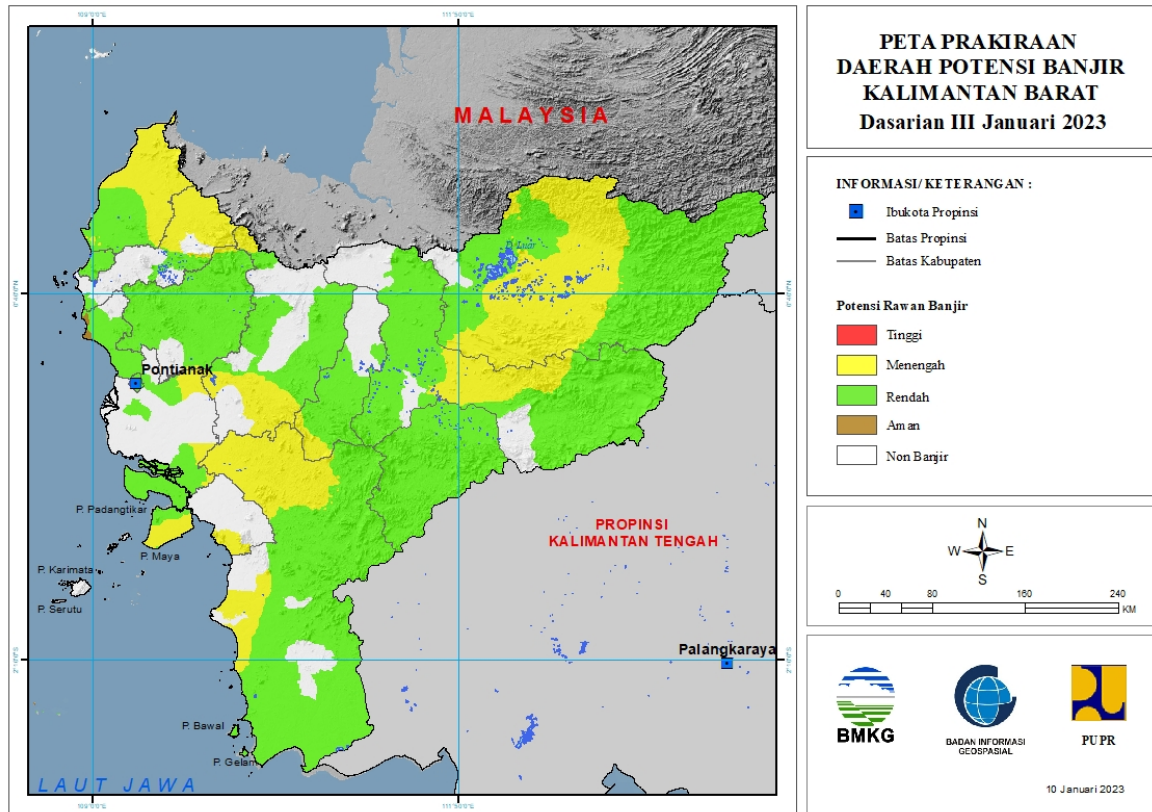 PETA PRAKIRAAN
DAERAH POTENSI BANJIR
KALIMANTAN BARAT
Dasarian III Januari 2023
INFORMASI/ KETERANGAN :
Ibukota Propinsi
Batas Propinsi
Batas Kabupaten
Potensi Rawan Banjir
Tinggi
Menengah
Rendah
Aman
Non Banjir
N
W E
S
0 40 80 160 240
KM
BMKG
BADAN INFORMASI
GEOSPASIAL
PUPR
10 Januari 2023
MALAYSIA
Pontianak
P. Padangtikar
P. Maya
P. Karimata
P. Serutu
PROPINSI
KALIMANTAN TENGAH
Palangkaraya
P. Bawal
P. Gelam
LAUT JAWA